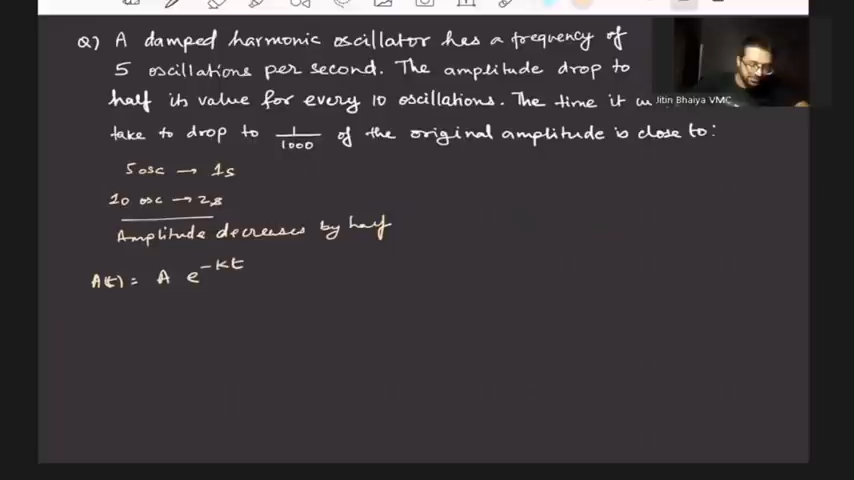 Q) A damped harmonic oscillator has a frequency of
5 oscillations per second. The amplitude drop to
half its value for every 10 oscillations. The time it
Jitin Bhaiya VMC
take to drop to 1/1000 of the original amplitude is close to:
5 osc → 1s
10 osc → 2s
Amplitude decreases by half
A(t) = A e^-kt